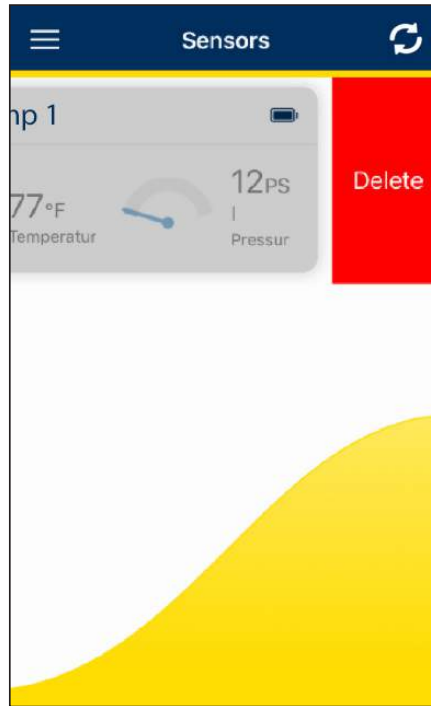 Sensors
np 1
Delete
77°F
Temperatur
12PS
I
Pressur